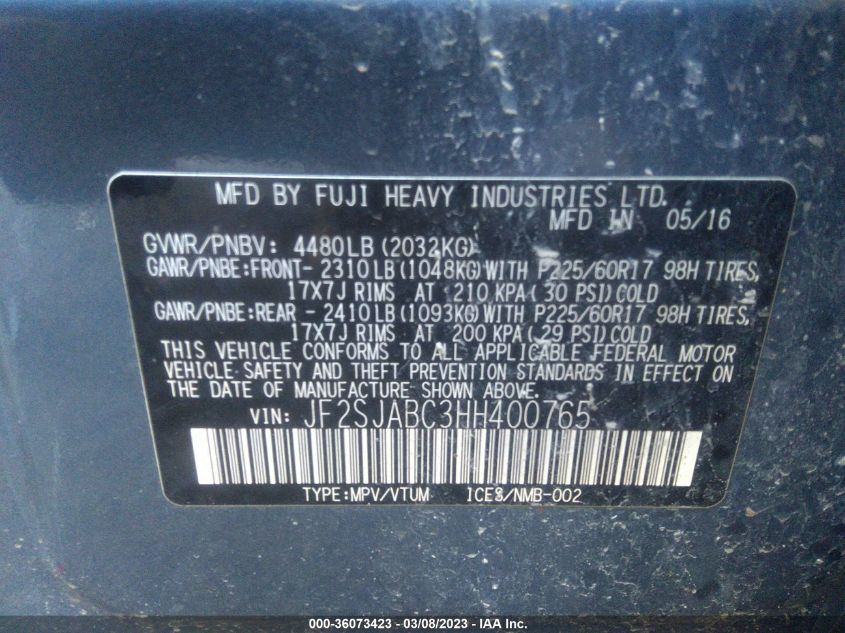 MFD BY FUJI HEAVY INDUSTRIES LTD.
MFD IN 05/16
GVWR/PNBV: 4480LB (2032KG)
GAWR/PNBE:FRONT- 2310LB (1048KG) WITH P225/60R17 98H TIRES,
17X7J RIMS AT 210 KPA (30 PSI) COLD
GAWR/PNBE:REAR - 2410LB (1093KG) WITH P225/60R17 98H TIRES,
17X7J RIMS AT 200 KPA (29 PSI) COLD
THIS VEHICLE CONFORMS TO ALL APPLICABLE FEDERAL MOTOR
VEHICLE SAFETY AND THEFT PREVENTION STANDARDS IN EFFECT ON
THE DATE OF MANUFACTURE SHOWN ABOVE.
VIN: JF2SJABC3HH400765
TYPE:MPV/VTUM ICES/NMB-002
000-36073423 - 03/08/2023 - IAA Inc.